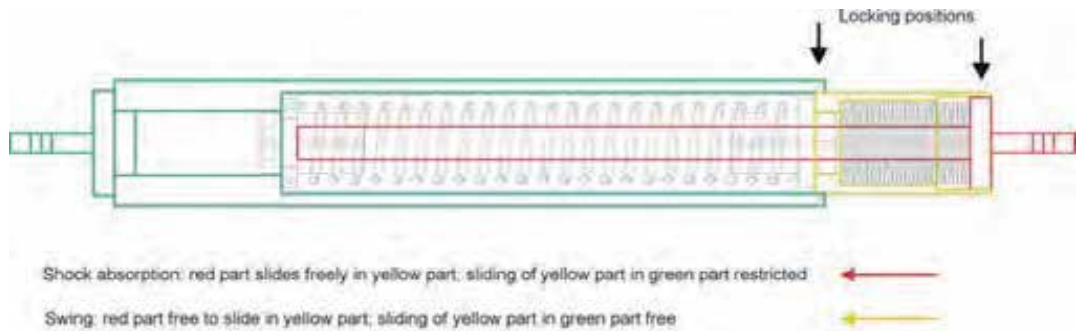 Locking positions
Shock absorption: red part slides freely in yellow part; sliding of yellow part in green part restricted
Swing: red part free to slide in yellow part; sliding of yellow part in green part free